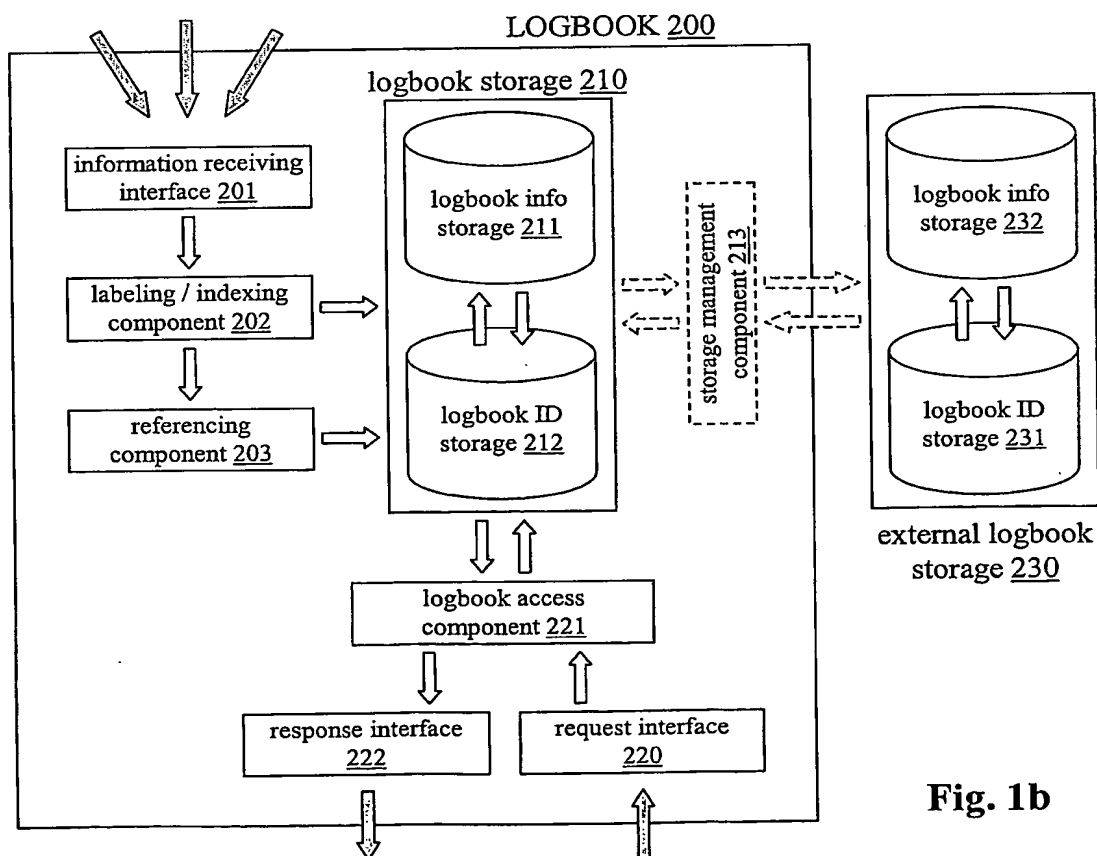 LOGBOOK 200
logbook storage 210
information receiving
interface 201
labeling / indexing
component 202
referencing
component 203
logbook info
storage 211
logbook ID
storage 212
storage management
component 213
logbook info
storage 232
logbook ID
storage 231
external logbook
storage 230
logbook access
component 221
response interface
222
request interface
220
Fig. 1b